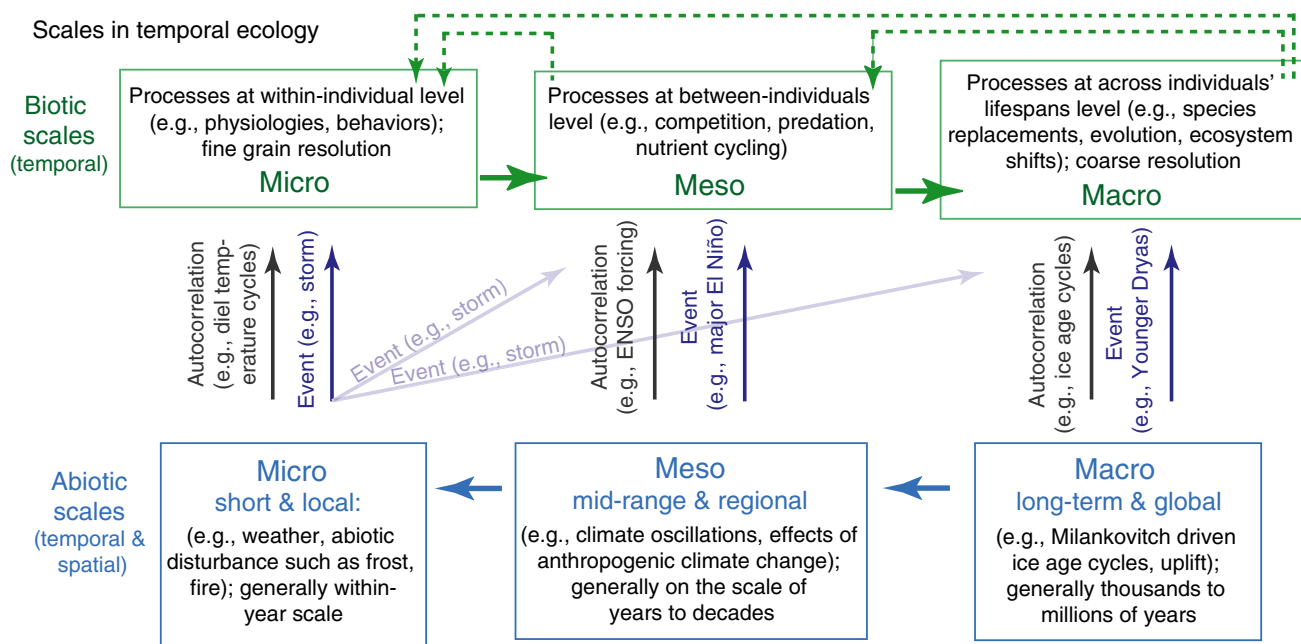 Scales in temporal ecology
Biotic
scales
(temporal)
Processes at within-individual level
(e.g., physiologies, behaviors);
fine grain resolution
Micro
Processes at between-individuals
level (e.g., competition, predation,
nutrient cycling)
Meso
Processes at across individuals’
lifespans level (e.g., species
replacements, evolution, ecosystem
shifts); coarse resolution
Macro
Autocorrelation
(e.g., diel temp-
erature cycles)
Event (e.g., storm)
Event (e.g., storm)
Event (e.g., storm)
Autocorrelation
(e.g., ENSO forcing)
Event
(e.g., major El Niño)
Autocorrelation
(e.g., ice age cycles)
Event
(e.g., Younger Dryas)
Abiotic
scales
(temporal &
spatial)
Micro
short & local:
(e.g., weather, abiotic
disturbance such as frost,
fire); generally within-
year scale
Meso
mid-range & regional
(e.g., climate oscillations, effects of
anthropogenic climate change);
generally on the scale of
years to decades
Macro
long-term & global
(e.g., Milankovitch driven
ice age cycles, uplift);
generally thousands to
millions of years